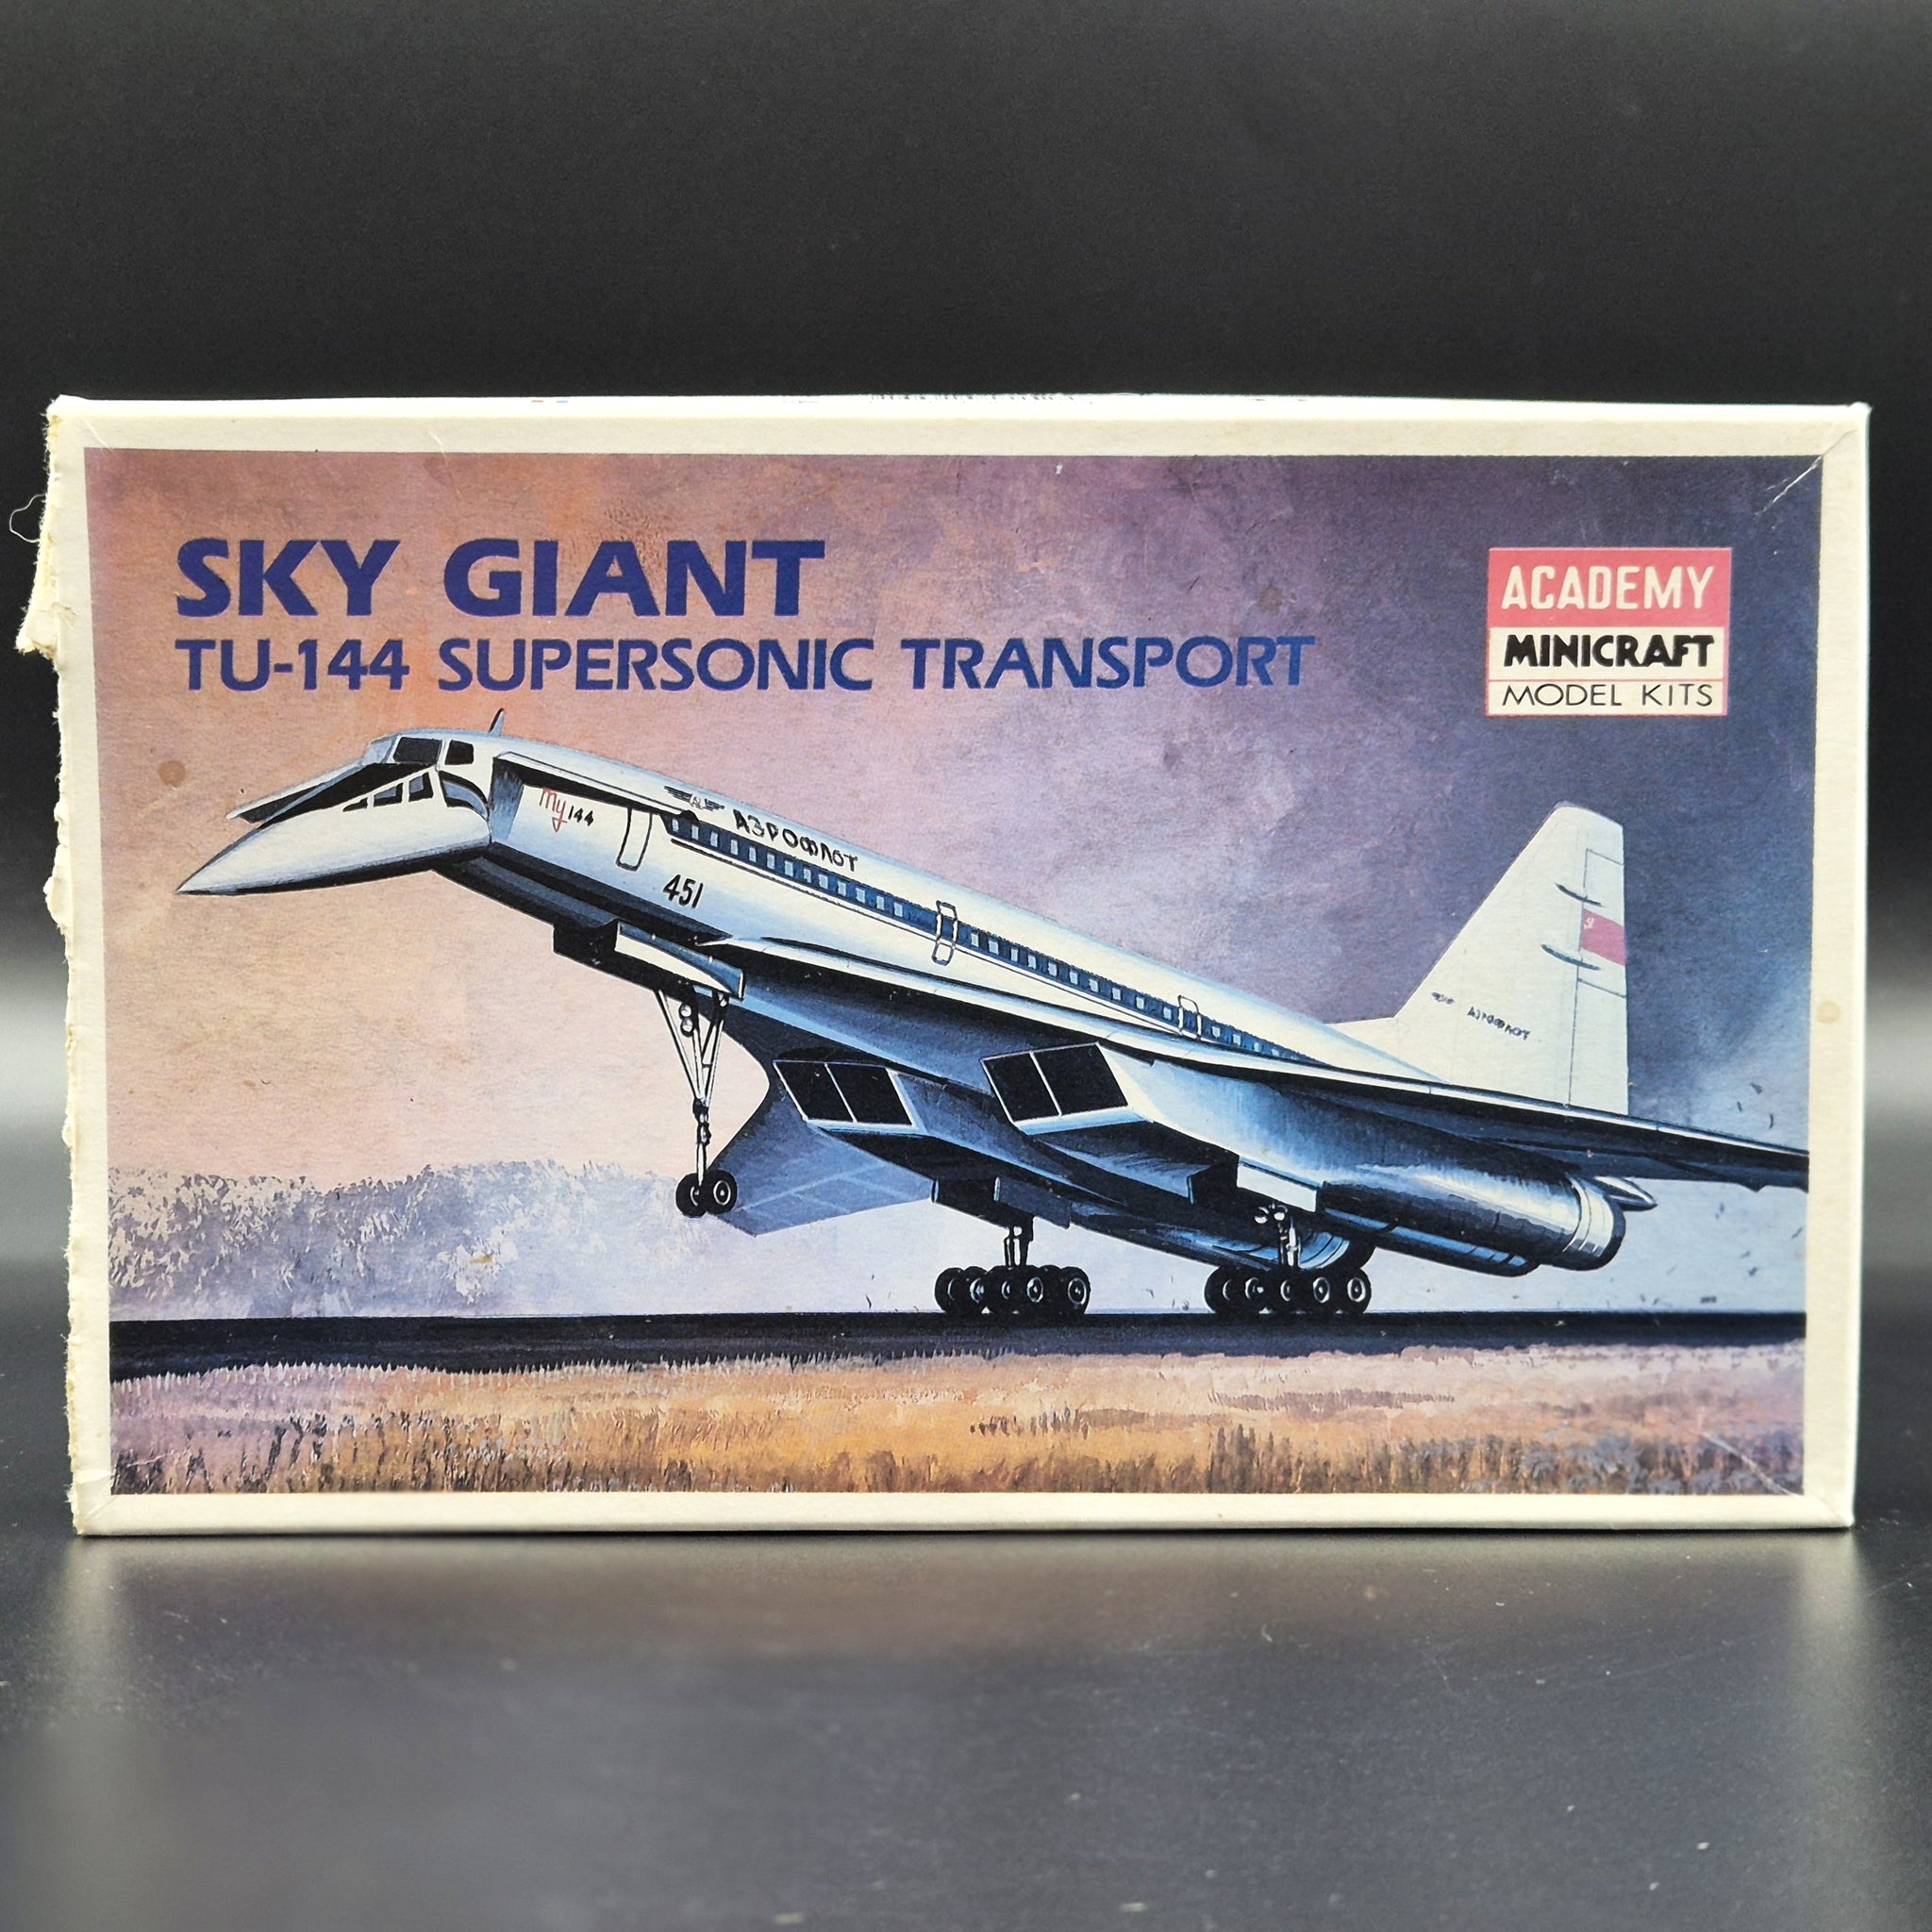 SKY GIANT
TU-144 SUPERSONIC TRANSPORT
ACADEMY
MINICRAFT
MODEL KITS
ту144
АЭРОФЛОТ
451
АЭРОФЛОТ